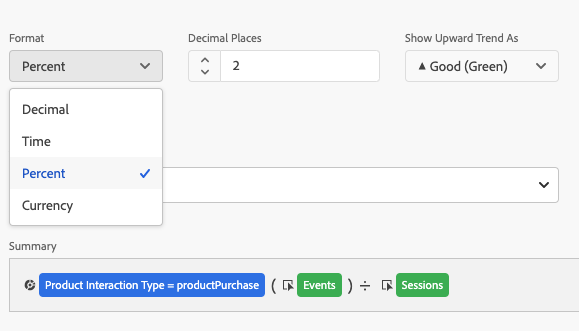 Format Decimal Places Show Upward Trend As
Percent 2 ▲ Good (Green)
Decimal
Time
Percent
Currency
Summary
Product Interaction Type = productPurchase ( Events ) ÷ Sessions